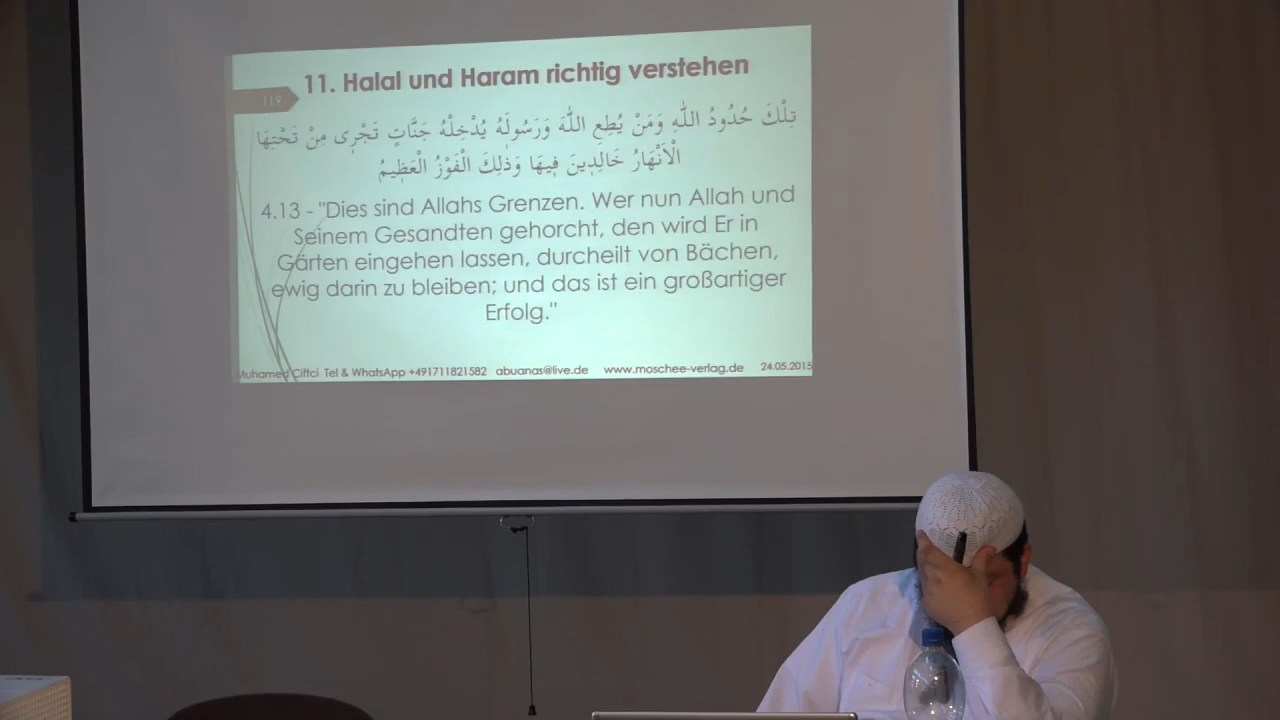 11. Halal und Haram richtig verstehen
119
تِلْكَ حُدُودُ اللّٰهِ وَمَنْ يُطِعِ اللّٰهَ وَرَسُولَهُ يُدْخِلْهُ جَنَّاتٍ تَجْرِى مِنْ تَحْتِهَا
الْاَنْهَارُ خَالِدٖينَ فٖيهَا وَذٰلِكَ الْفَوْزُ الْعَظٖيمُ
4.13 - "Dies sind Allahs Grenzen. Wer nun Allah und
Seinem Gesandten gehorcht, den wird Er in
Gärten eingehen lassen, durcheilt von Bächen,
ewig darin zu bleiben; und das ist ein großartiger
Erfolg."
Muhamed Ciftci Tel & WhatsApp +491711821582 abuanas@live.de www.moschee-verlag.de 24.05.2015